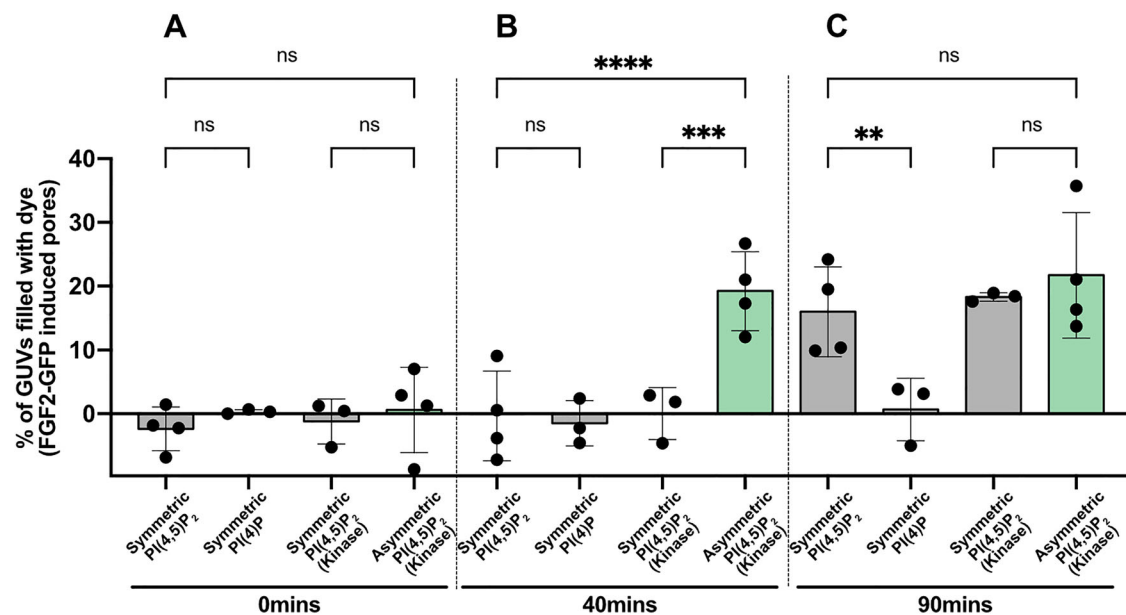 A B C
ns **** ns
ns ns ns *** ** ns
% of GUVs filled with dye
(FGF2-GFP induced pores)
40
30
20
10
0
Symmetric
PI(4,5)P₂
Symmetric
PI(4)P
Symmetric
PI(4,5)P₂
(Kinase)
Asymmetric
PI(4,5)P₂
(Kinase)
Symmetric
PI(4,5)P₂
Symmetric
PI(4)P
Symmetric
PI(4,5)P₂
(Kinase)
Asymmetric
PI(4,5)P₂
(Kinase)
Symmetric
PI(4,5)P₂
Symmetric
PI(4)P
Symmetric
PI(4,5)P₂
(Kinase)
Asymmetric
PI(4,5)P₂
(Kinase)
0mins 40mins 90mins